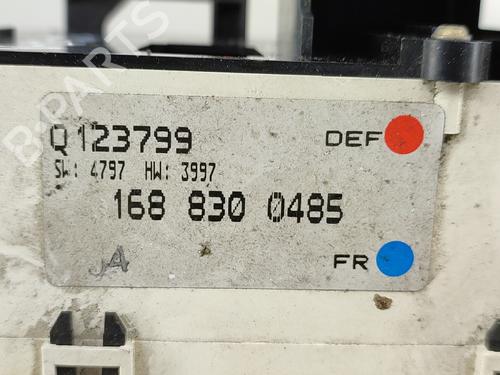 B-PARTS
Q123799
DEF
SW: 4797 HW: 3997
168 830 0485
A
FR